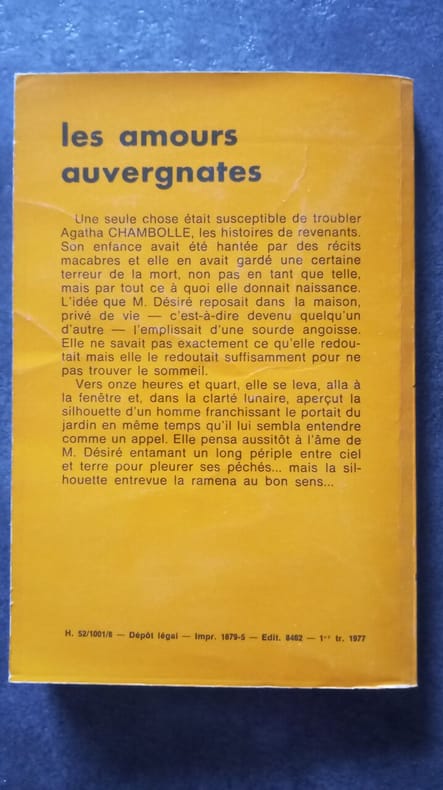 les amours
auvergnates
Une seule chose était susceptible de troubler
Agatha CHAMBOLLE, les histoires de revenants.
Son enfance avait été hantée par des récits
macabres et elle en avait gardé une certaine
terreur de la mort, non pas en tant que telle,
mais par tout ce à quoi elle donnait naissance.
L'idée que M. Désiré reposait dans la maison,
privé de vie — c'est-à-dire devenu quelqu'un
d'autre — l'emplissait d'une sourde angoisse.
Elle ne savait pas exactement ce qu'elle redou-
tait mais elle le redoutait suffisamment pour ne
pas trouver le sommeil.
Vers onze heures et quart, elle se leva, alla à
la fenêtre et, dans la clarté lunaire, aperçut la
silhouette d'un homme franchissant le portait du
jardin en même temps qu'il lui sembla entendre
comme un appel. Elle pensa aussitôt à l'âme de
M. Désiré entamant un long périple entre ciel
et terre pour pleurer ses péchés... mais la sil-
houette entrevue la ramena au bon sens...
H. 52/1001/6 — Dépôt légal — Impr. 1679-5 — Edit. 8462 — 1er tr. 1977